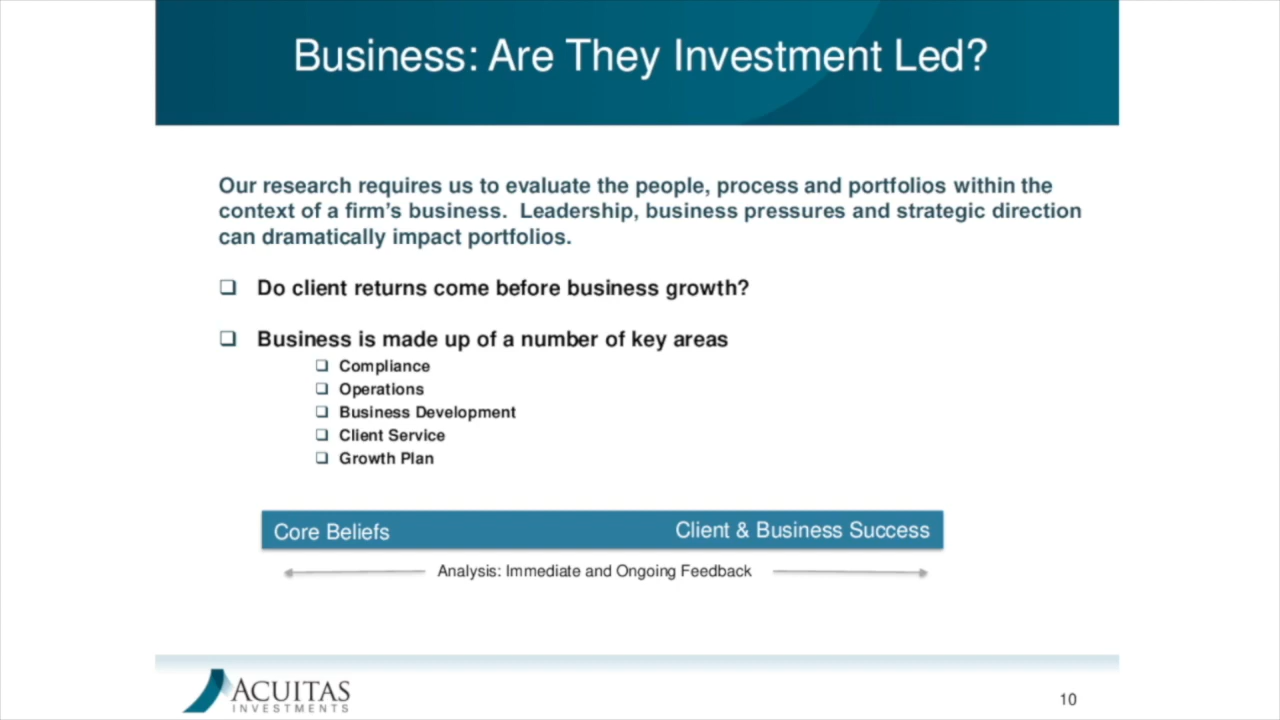 Business: Are They Investment Led?
Our research requires us to evaluate the people, process and portfolios within the
context of a firm’s business.  Leadership, business pressures and strategic direction
can dramatically impact portfolios.
❑ Do client returns come before business growth?
❑ Business is made up of a number of key areas
❑ Compliance
❑ Operations
❑ Business Development
❑ Client Service
❑ Growth Plan
Core Beliefs Client & Business Success
Analysis: Immediate and Ongoing Feedback
ACUITAS
INVESTMENTS
10